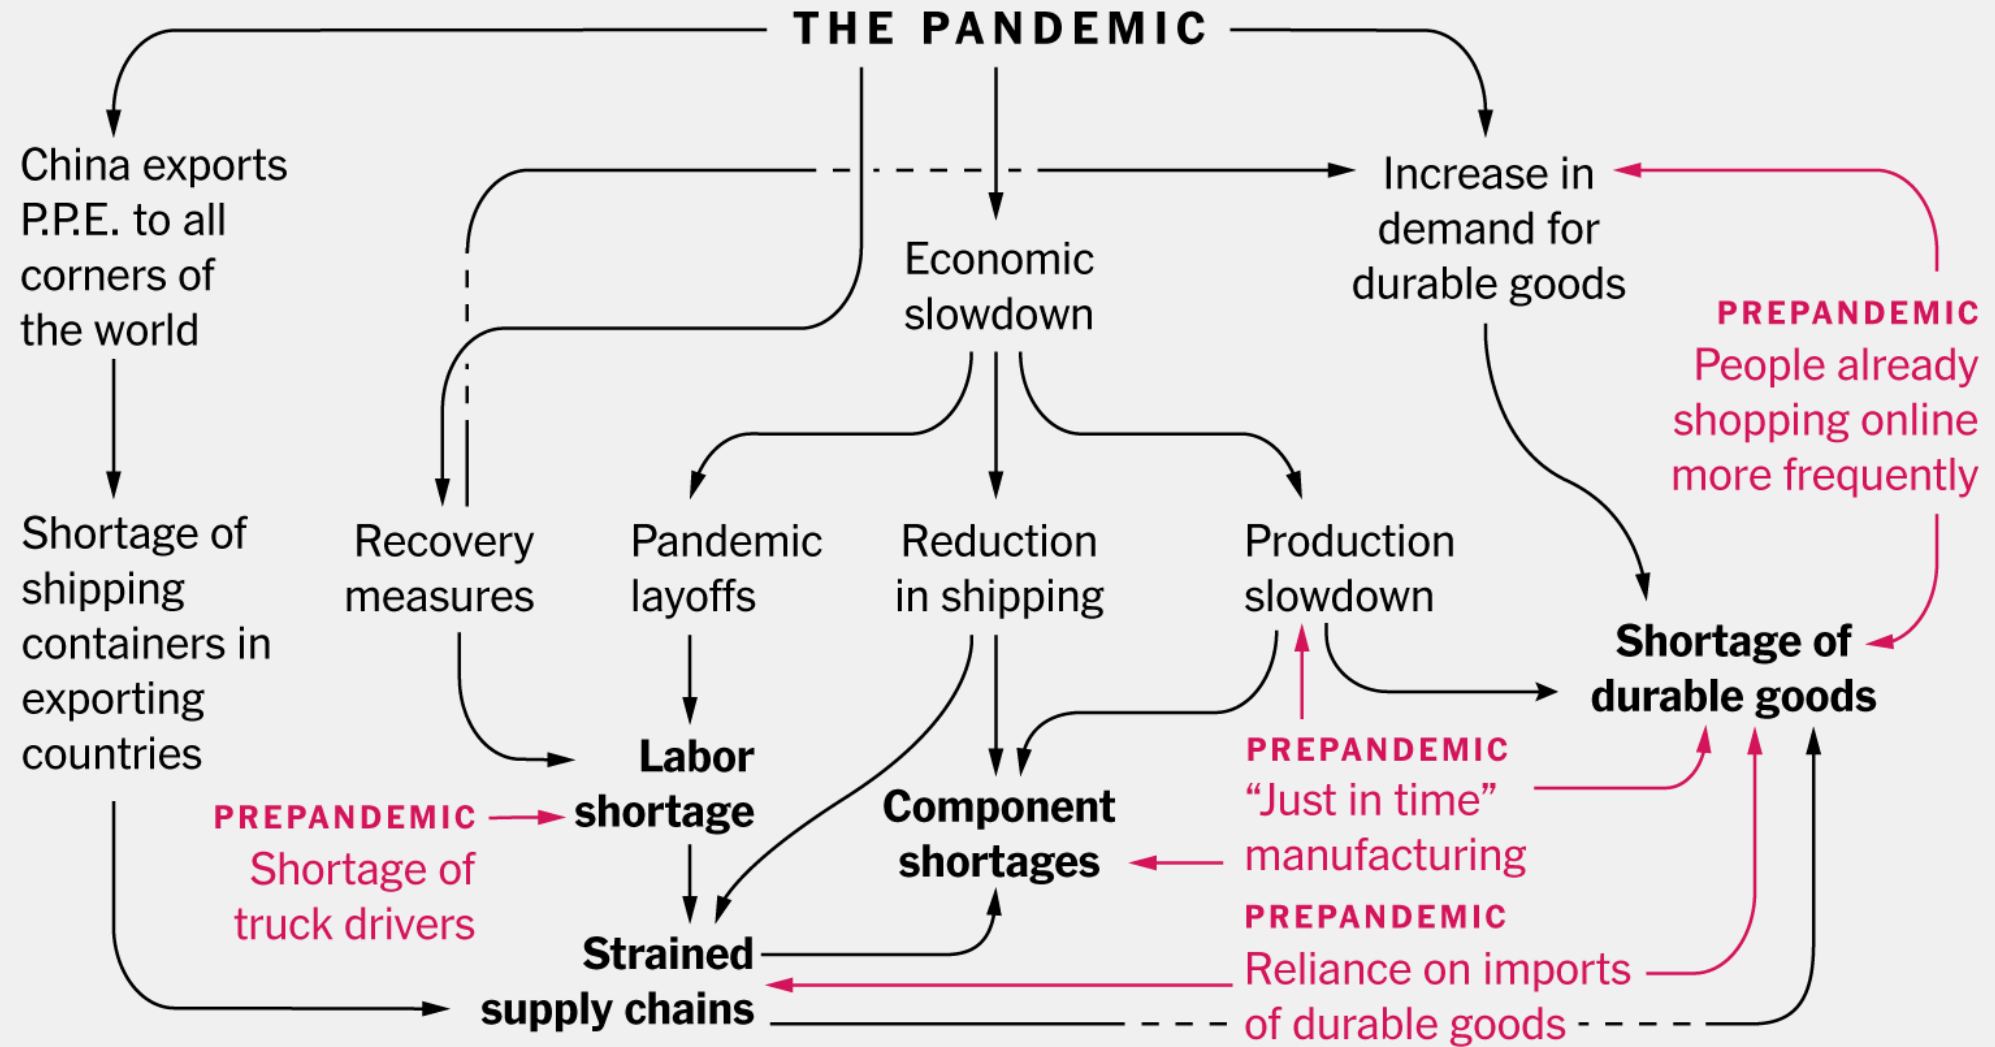 THE PANDEMIC
China exports
P.P.E. to all
corners of
the world
Increase in
demand for
durable goods
Economic
slowdown
PREPANDEMIC
People already
shopping online
more frequently
Shortage of
shipping
containers in
exporting
countries
Recovery
measures
Pandemic
layoffs
Reduction
in shipping
Production
slowdown
Shortage of
durable goods
Labor
shortage
PREPANDEMIC
Shortage of
truck drivers
Component
shortages
PREPANDEMIC
“Just in time”
manufacturing
PREPANDEMIC
Reliance on imports
of durable goods
Strained
supply chains